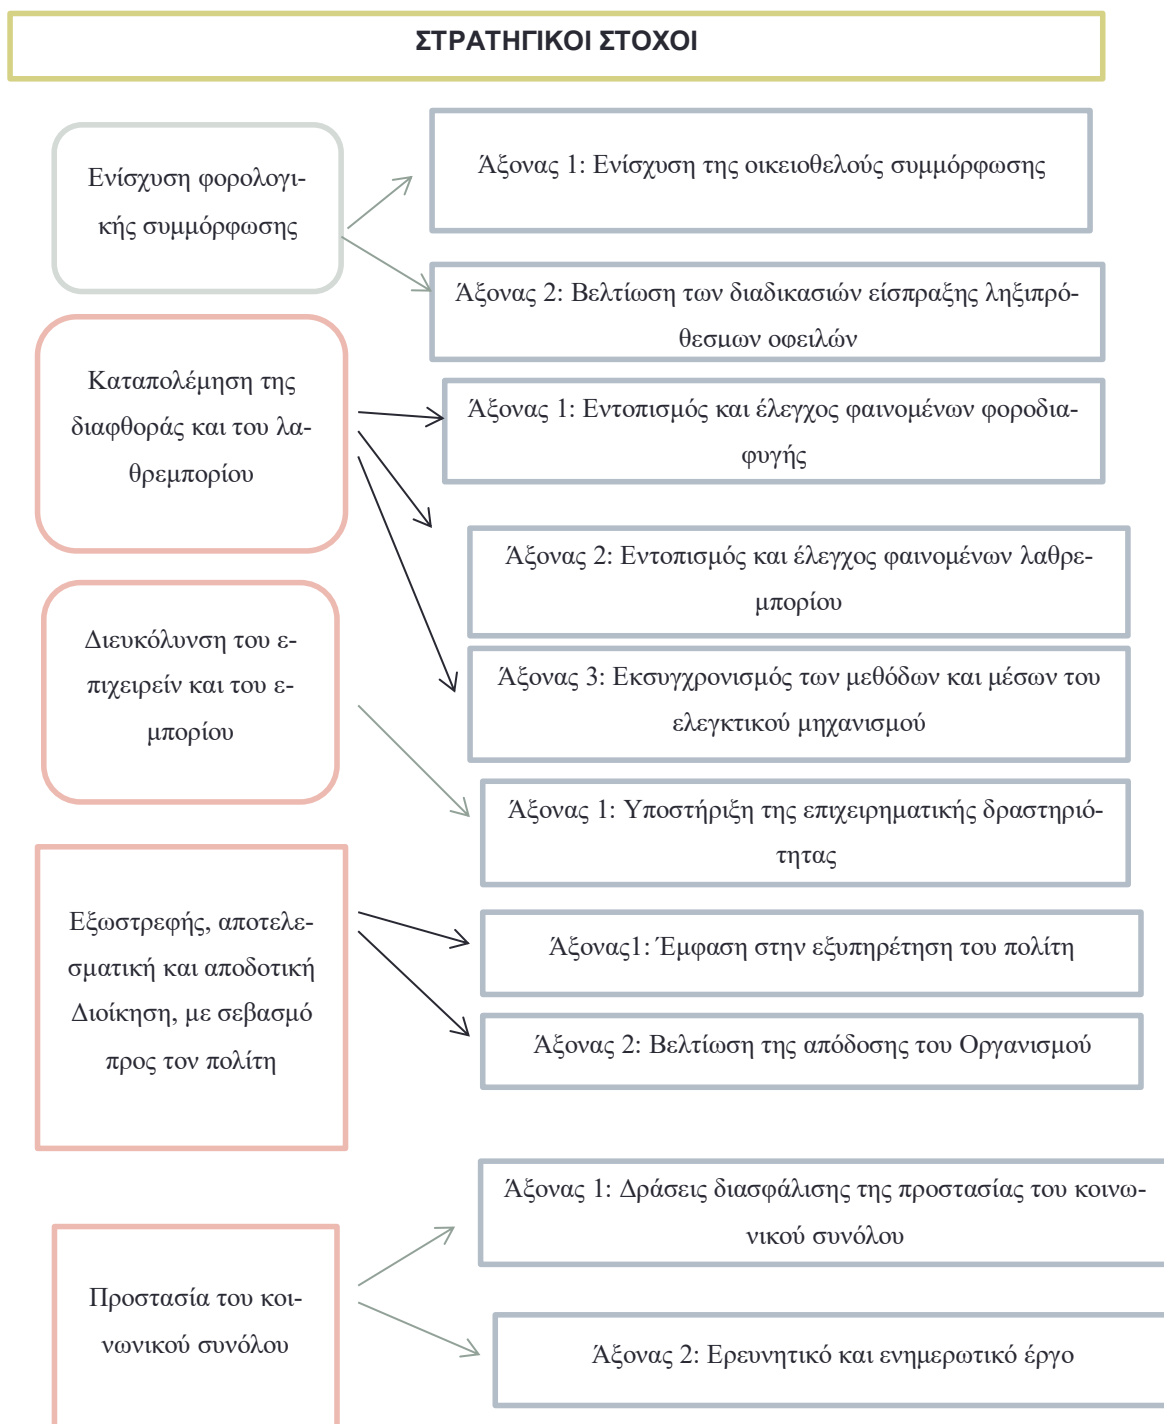 ΣΤΡΑΤΗΓΙΚΟΙ ΣΤΟΧΟΙ
Ενίσχυση φορολογι-
κής συμμόρφωσης
Άξονας 1: Ενίσχυση της οικειοθελούς συμμόρφωσης
Άξονας 2: Βελτίωση των διαδικασιών είσπραξης ληξιπρό-
θεσμων οφειλών
Καταπολέμηση της
διαφθοράς και του λα-
θρεμπορίου
Άξονας 1: Εντοπισμός και έλεγχος φαινομένων φοροδια-
φυγής
Άξονας 2: Εντοπισμός και έλεγχος φαινομένων λαθρε-
μπορίου
Άξονας 3: Εκσυγχρονισμός των μεθόδων και μέσων του
ελεγκτικού μηχανισμού
Διευκόλυνση του ε-
πιχειρείν και του ε-
μπορίου
Άξονας 1: Υποστήριξη της επιχειρηματικής δραστηριό-
τητας
Εξωστρεφής, αποτελε-
σματική και αποδοτική
Διοίκηση, με σεβασμό
προς τον πολίτη
Άξονας1: Έμφαση στην εξυπηρέτηση του πολίτη
Άξονας 2: Βελτίωση της απόδοσης του Οργανισμού
Προστασία του κοι-
νωνικού συνόλου
Άξονας 1: Δράσεις διασφάλισης της προστασίας του κοινω-
νικού συνόλου
Άξονας 2: Ερευνητικό και ενημερωτικό έργο